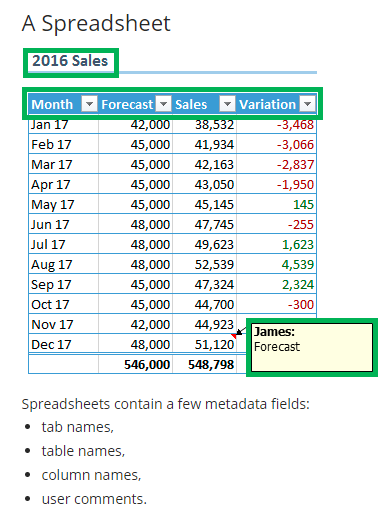 A Spreadsheet
2016 Sales
Month Forecast Sales Variation
Jan 17 42,000 38,532 -3,468
Feb 17 45,000 41,934 -3,066
Mar 17 45,000 42,163 -2,837
Apr 17 45,000 43,050 -1,950
May 17 45,000 45,145 145
Jun 17 48,000 47,745 -255
Jul 17 48,000 49,623 1,623
Aug 17 48,000 52,539 4,539
Sep 17 45,000 47,324 2,324
Oct 17 45,000 44,700 -300
Nov 17 42,000 44,923
Dec 17 48,000 51,120
546,000 548,798
James:
Forecast
Spreadsheets contain a few metadata fields:
• tab names,
• table names,
• column names,
• user comments.